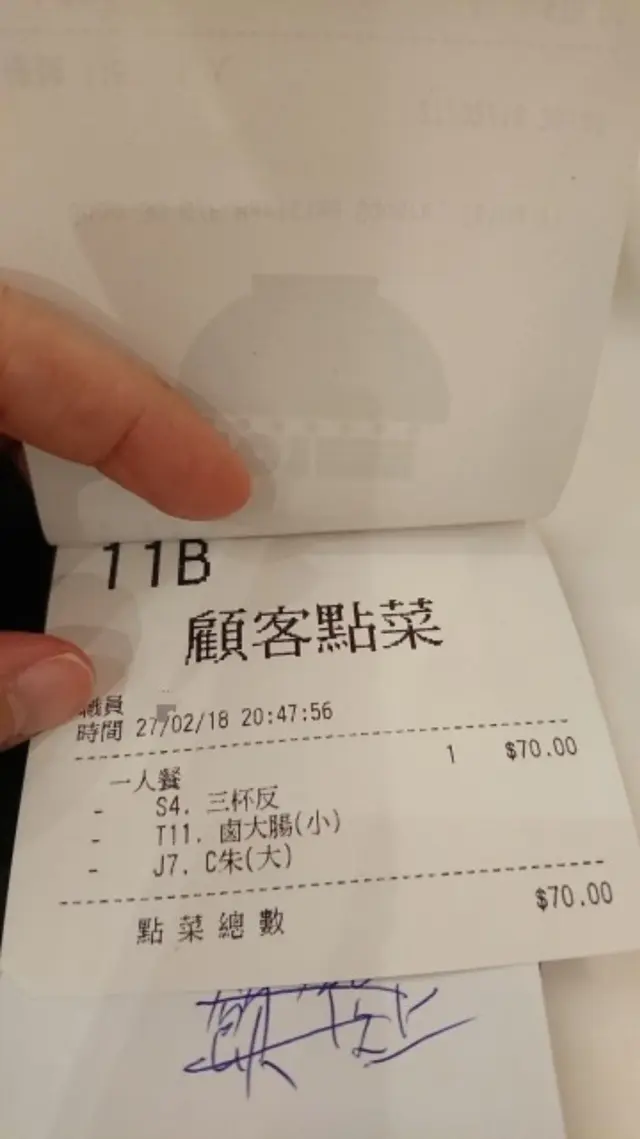 11B
顧客點菜
職員
時間 27/02/18 20:47:56
一人餐 1 $70.00
- S4. 三杯反
- T11. 鹵大腸(小)
- J7. C朱(大)
點菜總數 $70.00